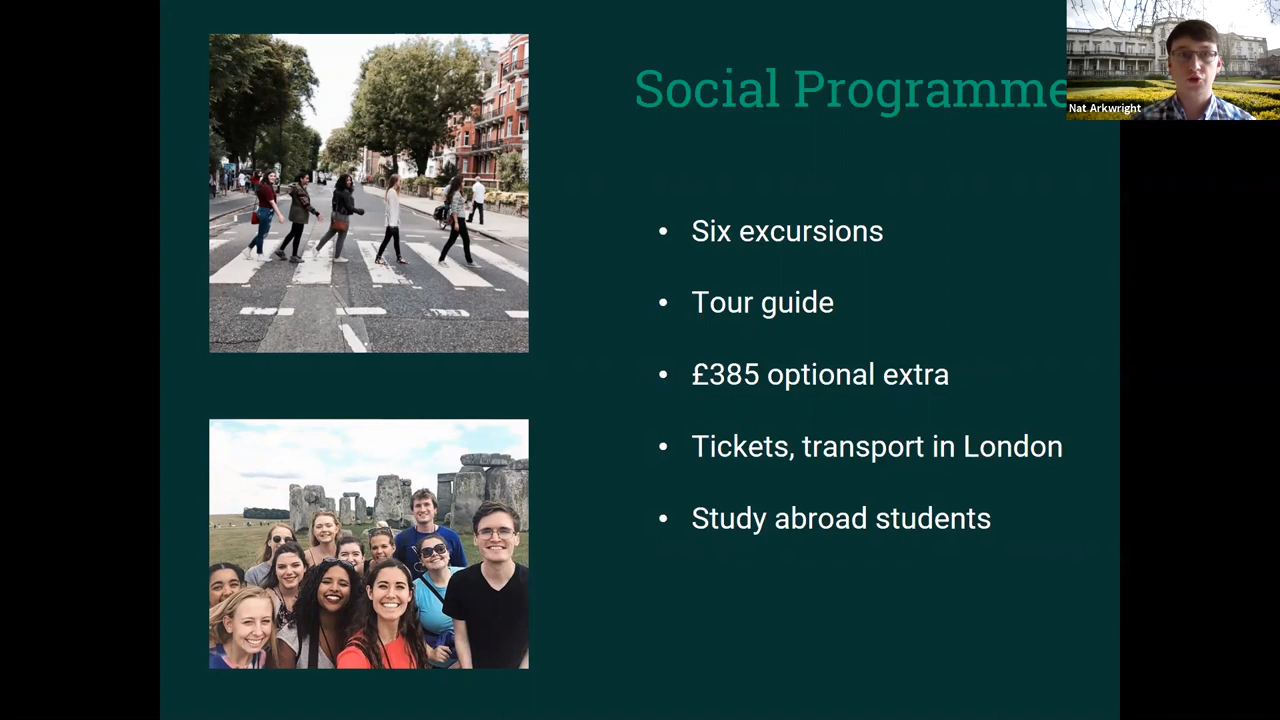 Social Programme
Nat Arkwright
• Six excursions
• Tour guide
• £385 optional extra
• Tickets, transport in London
• Study abroad students